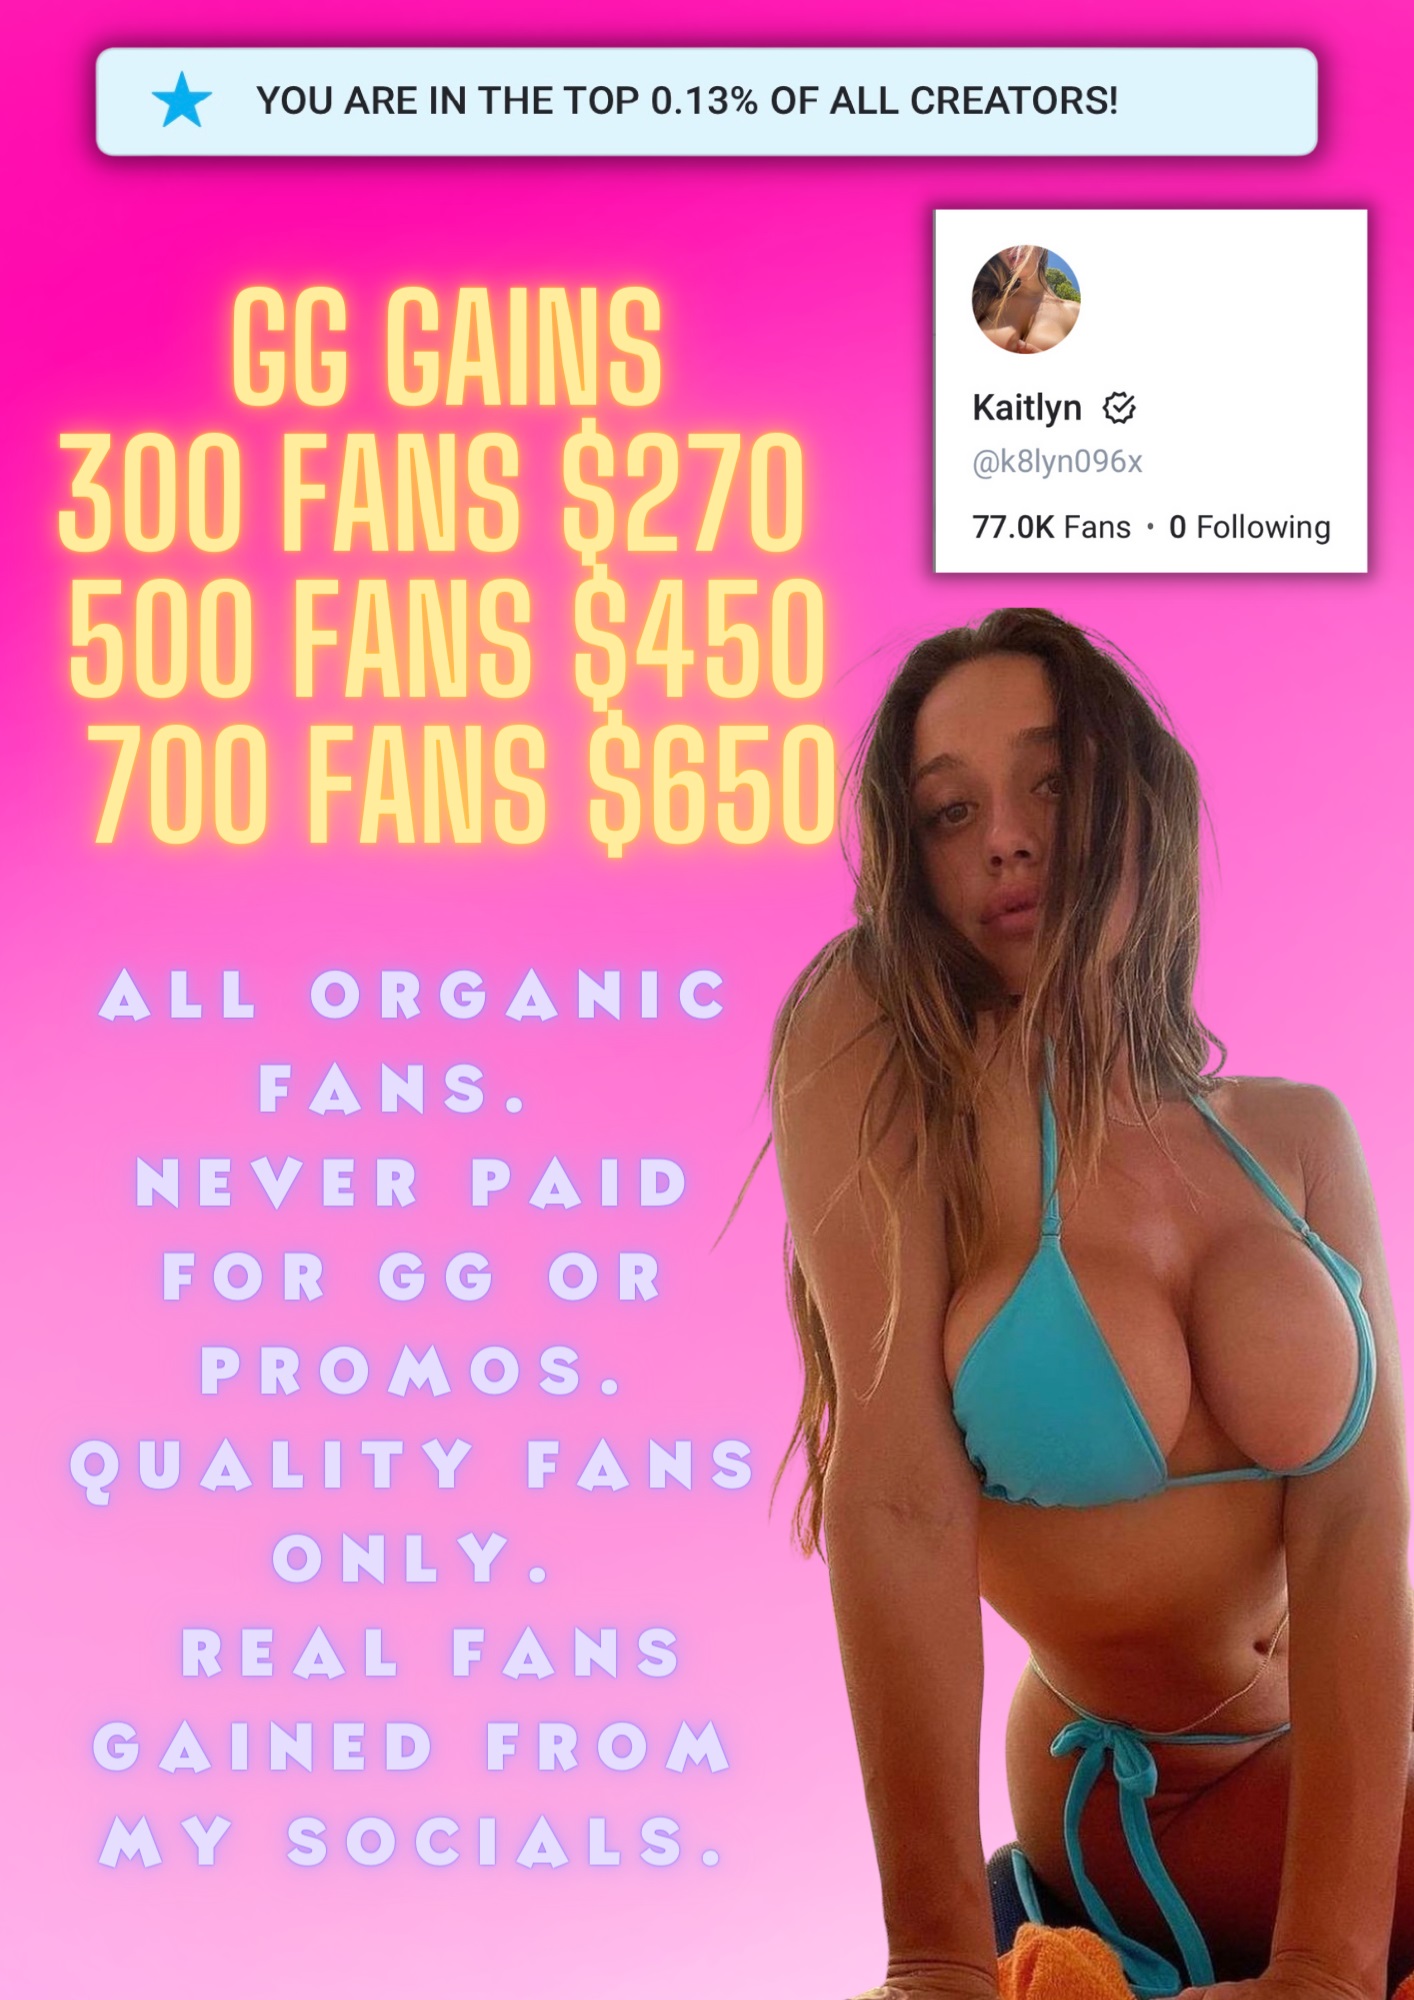 YOU ARE IN THE TOP 0.13% OF ALL CREATORS!
Kaitlyn
@k8lyn096x
77.0K Fans • 0 Following
GG GAINS
300 FANS $270
500 FANS $450
700 FANS $650
ALL ORGANIC
FANS.
NEVER PAID
FOR GG OR
PROMOS.
QUALITY FANS
ONLY.
REAL FANS
GAINED FROM
MY SOCIALS.